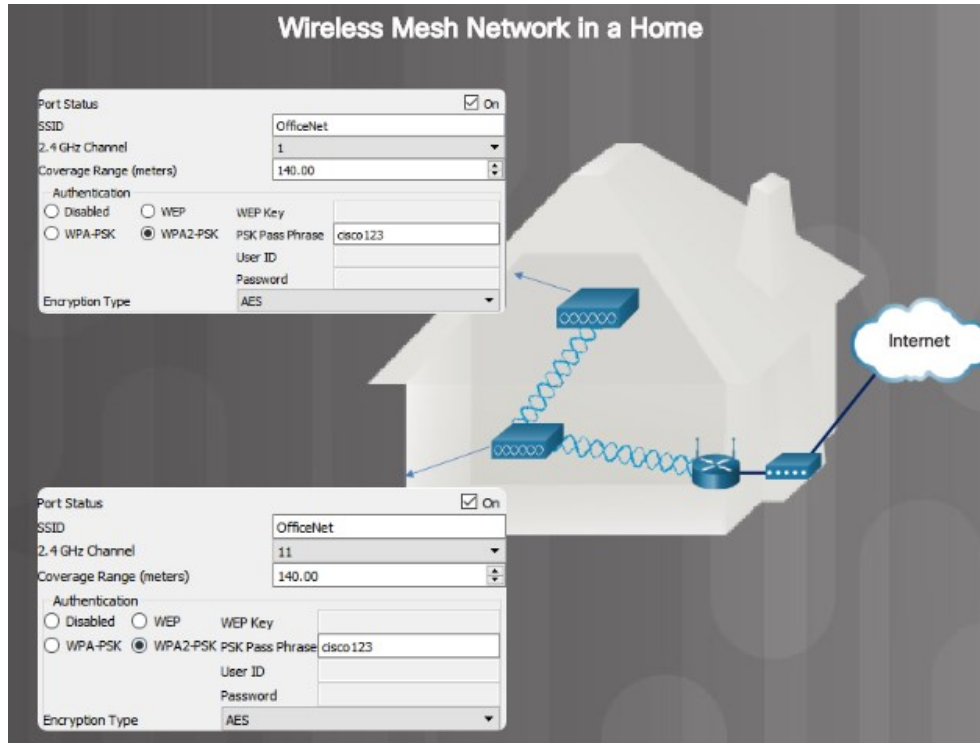 Wireless Mesh Network in a Home
Port Status On
SSID OfficeNet
2.4 GHz Channel 1
Coverage Range (meters) 140.00
Authentication
Disabled WEP WEP Key
WPA-PSK WPA2-PSK PSK Pass Phrase cisco123
User ID
Password
Encryption Type AES
Internet
Port Status On
SSID OfficeNet
2.4 GHz Channel 11
Coverage Range (meters) 140.00
Authentication
Disabled WEP WEP Key
WPA-PSK WPA2-PSK PSK Pass Phrase cisco123
User ID
Password
Encryption Type AES